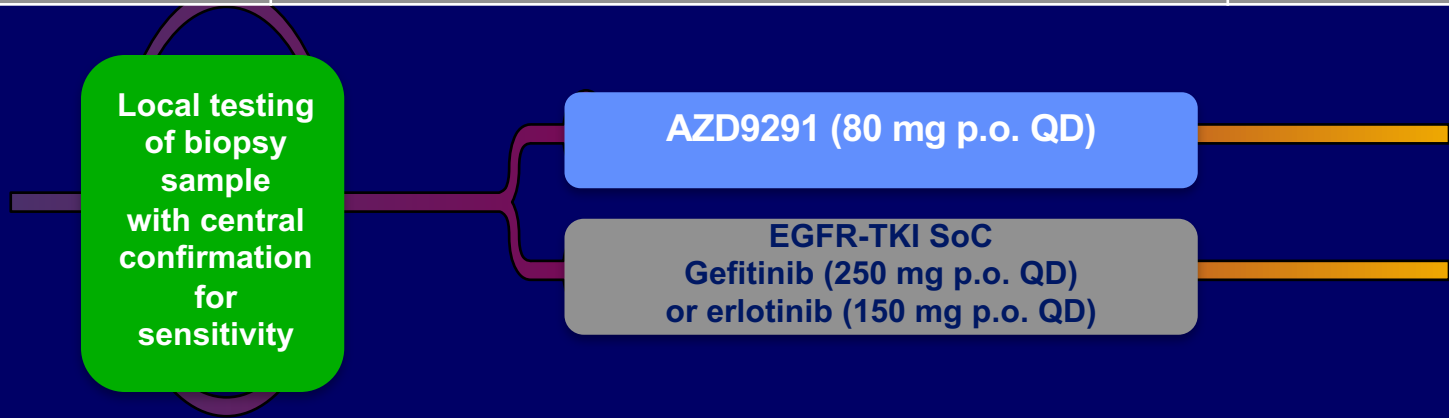 Local testing
of biopsy
sample
with central
confirmation
for
sensitivity
AZD9291 (80 mg p.o. QD)
EGFR-TKI SoC
Gefitinib (250 mg p.o. QD)
or erlotinib (150 mg p.o. QD)